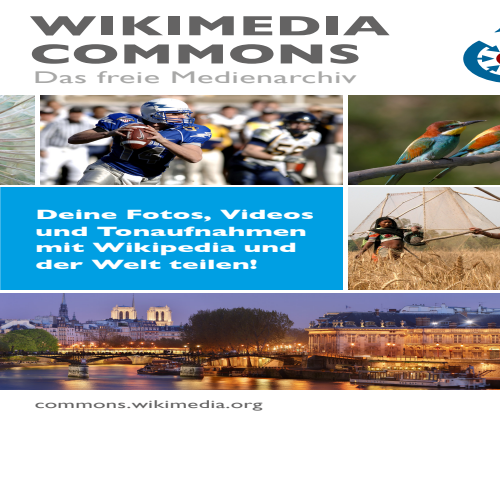 WIKIMEDIA
COMMONS
Das freie Medienarchiv
Deine Fotos, Videos
und Tonaufnahmen
mit Wikipedia und
der Welt teilen!
commons.wikimedia.org